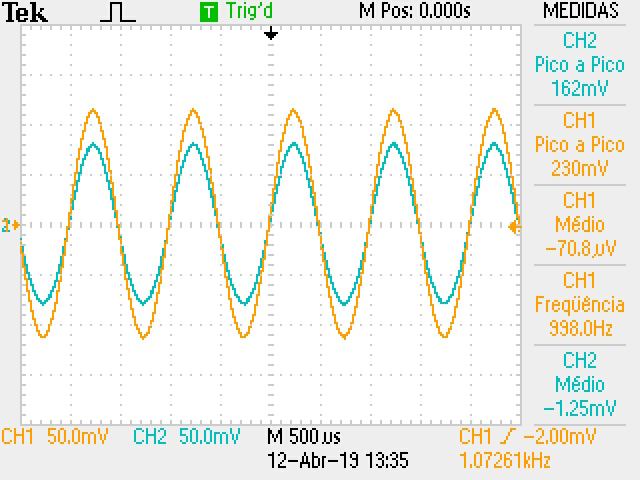 Tek T Trig'd M Pos: 0.000s MEDIDAS
CH2
Pico a Pico
162mV
CH1
Pico a Pico
230mV
CH1
Médio
-70.8µV
CH1
Freqüência
998.0Hz
CH2
Médio
-1.25mV
2
CH1 50.0mV CH2 50.0mV M 500µs CH1 -2.00mV
12-Abr-19 13:35 1.07261kHz